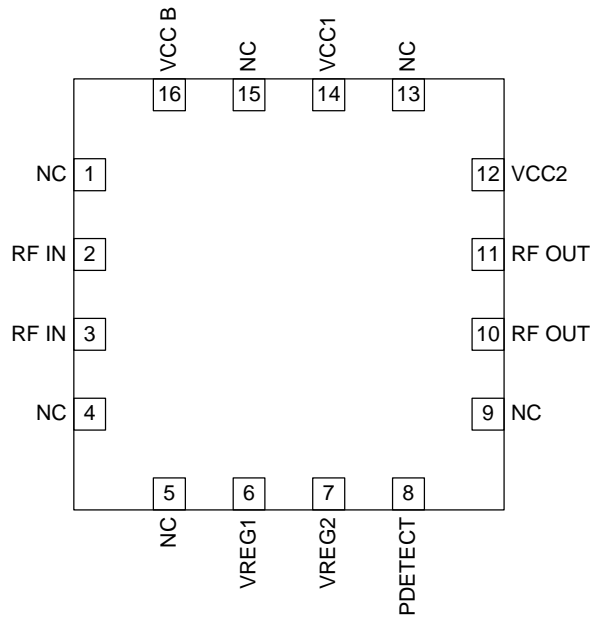 VCC B
NC
VCC1
NC
16
15
14
13
NC 1
12 VCC2
RF IN 2
11 RF OUT
RF IN 3
10 RF OUT
NC 4
9 NC
5
6
7
8
NC
VREG1
VREG2
PDETECT